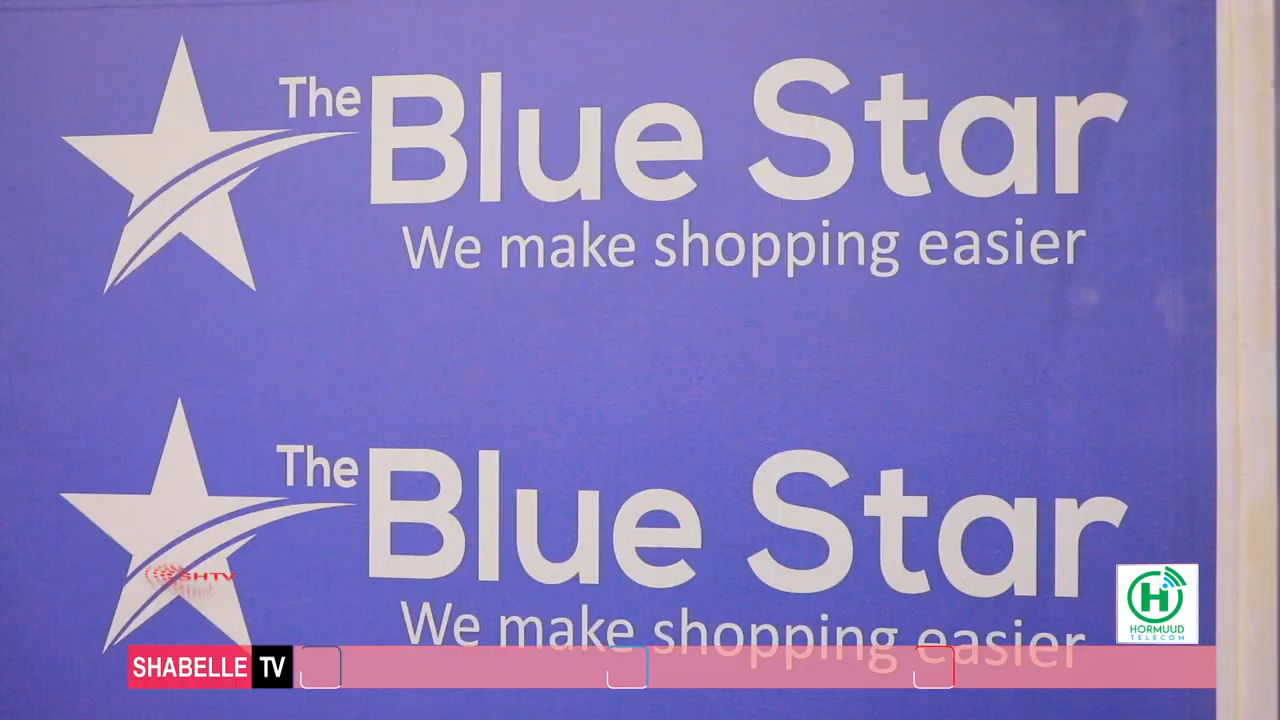 The Blue Star
We make shopping easier
The Blue Star
We make shopping easier
SHTV
HORMUUD
TELECOM
SHABELLE TV